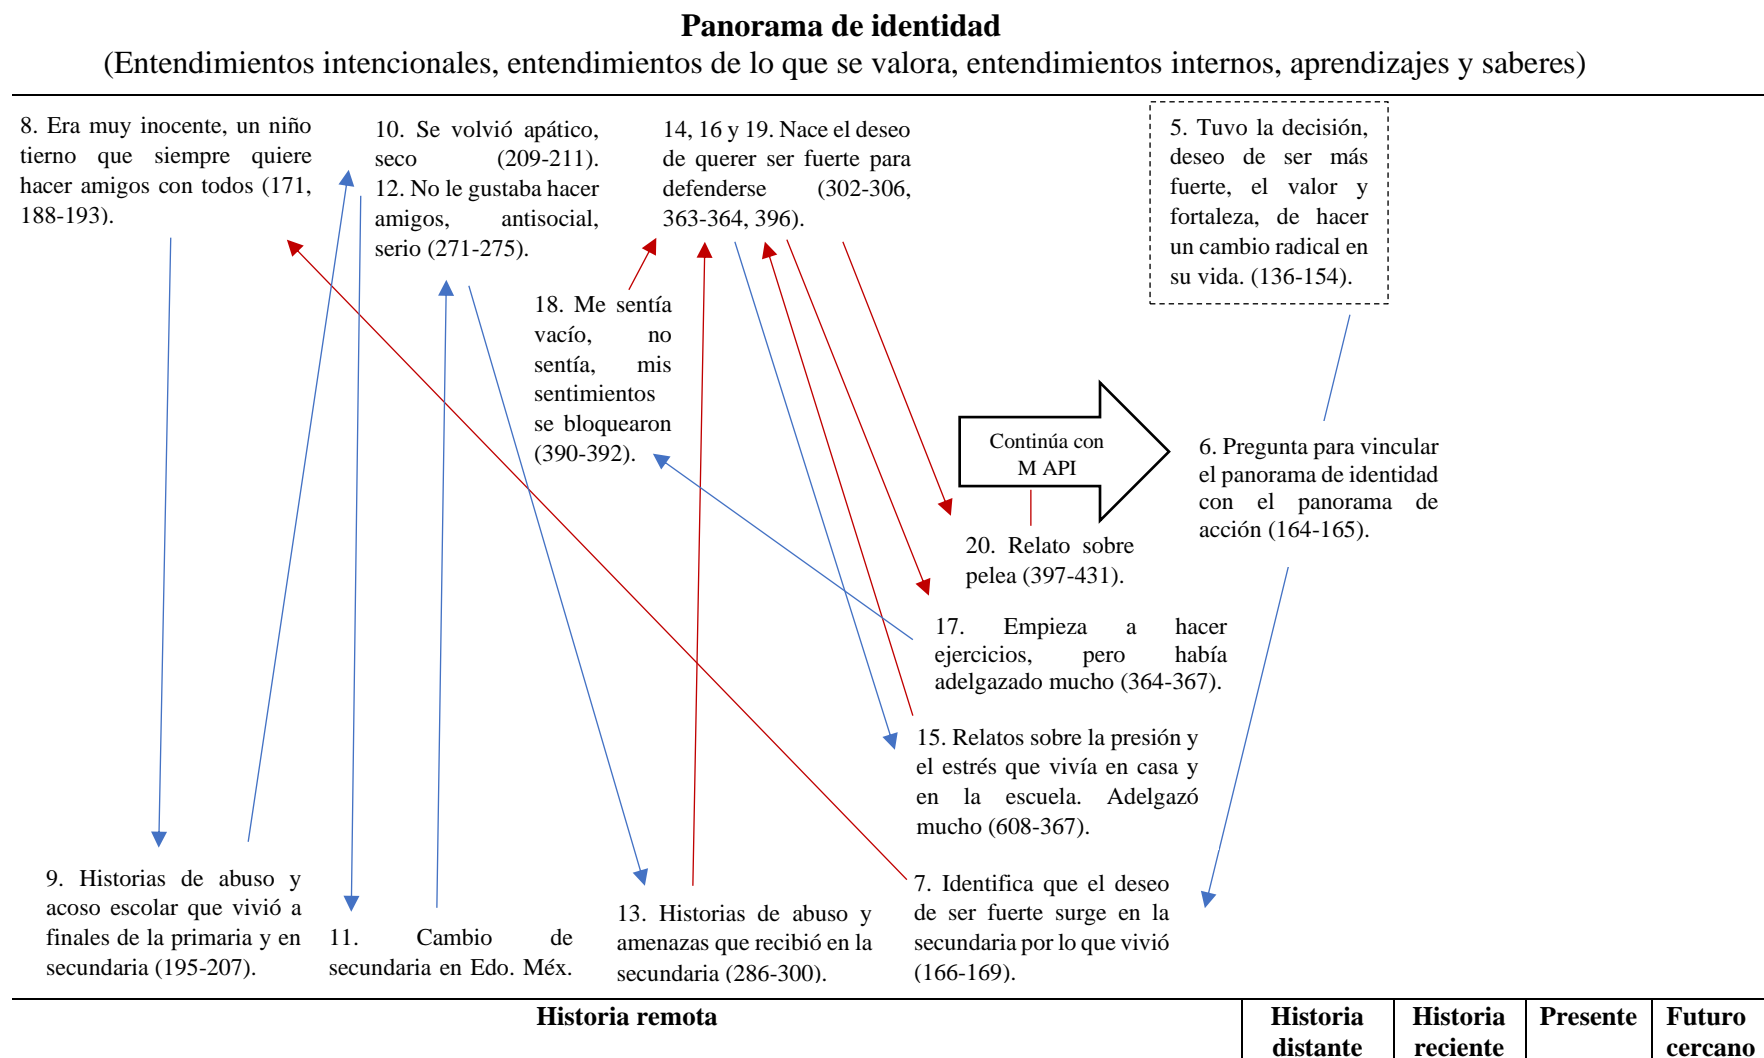 Panorama de identidad
(Entendimientos intencionales, entendimientos de lo que se valora, entendimientos internos, aprendizajes y saberes)
8. Era muy inocente, un niño
tierno que siempre quiere
hacer amigos con todos (171,
188-193).
10. Se volvió apático,
seco (209-211).
12. No le gustaba hacer
amigos, antisocial,
serio (271-275).
14, 16 y 19. Nace el deseo
de querer ser fuerte para
defenderse (302-306,
363-364, 396).
5. Tuvo la decisión,
deseo de ser más
fuerte, el valor y
fortaleza, de hacer
un cambio radical en
su vida. (136-154).
18. Me sentía
vacío, no
sentía, mis
sentimientos
se bloquearon
(390-392).
Continúa con
M API
6. Pregunta para vincular
el panorama de identidad
con el panorama de
acción (164-165).
20. Relato sobre
pelea (397-431).
17. Empieza a hacer
ejercicios, pero había
adelgazado mucho (364-367).
15. Relatos sobre la presión y
el estrés que vivía en casa y
en la escuela. Adelgazó
mucho (608-367).
9. Historias de abuso y
acoso escolar que vivió a
finales de la primaria y en
secundaria (195-207).
11. Cambio de
secundaria en Edo. Méx.
13. Historias de abuso y
amenazas que recibió en la
secundaria (286-300).
7. Identifica que el deseo
de ser fuerte surge en la
secundaria por lo que vivió
(166-169).
Historia remota
Historia
distante
Historia
reciente
Presente
Futuro
cercano